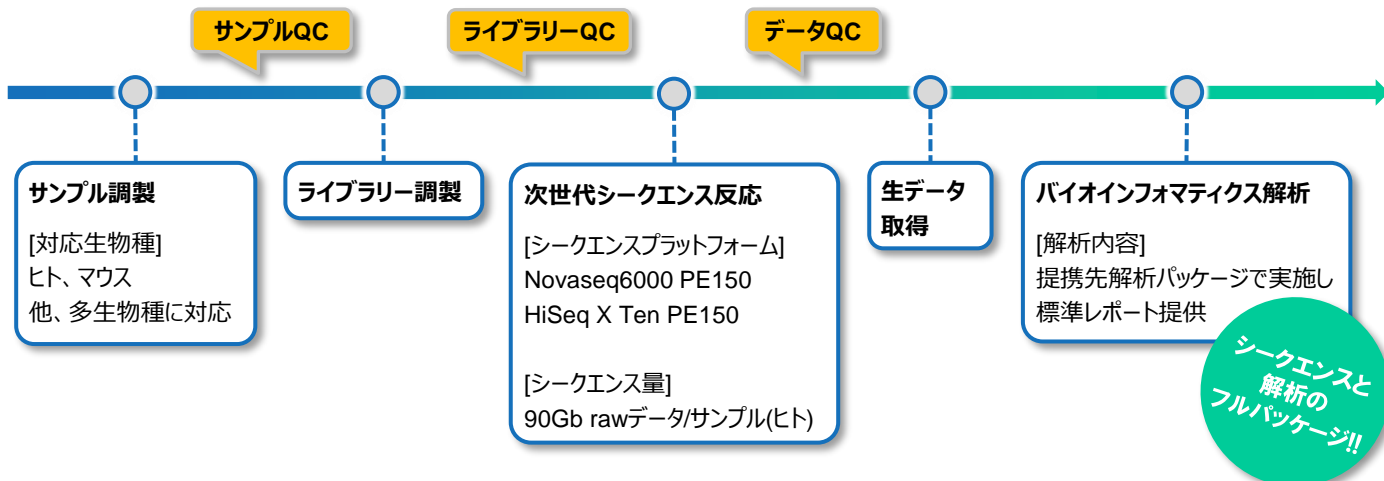 サンプルQC
ライブラリーQC
データQC
サンプル調製
[対応生物種]
ヒト、マウス
他、多生物種に対応
ライブラリー調製
次世代シークエンス反応
[シークエンスプラットフォーム]
Novaseq6000 PE150
HiSeq X Ten PE150
[シークエンス量]
90Gb rawデータ/サンプル(ヒト)
生データ
取得
バイオインフォマティクス解析
[解析内容]
提携先解析パッケージで実施し
標準レポート提供
シークエンスと
解析の
フルパッケージ!!